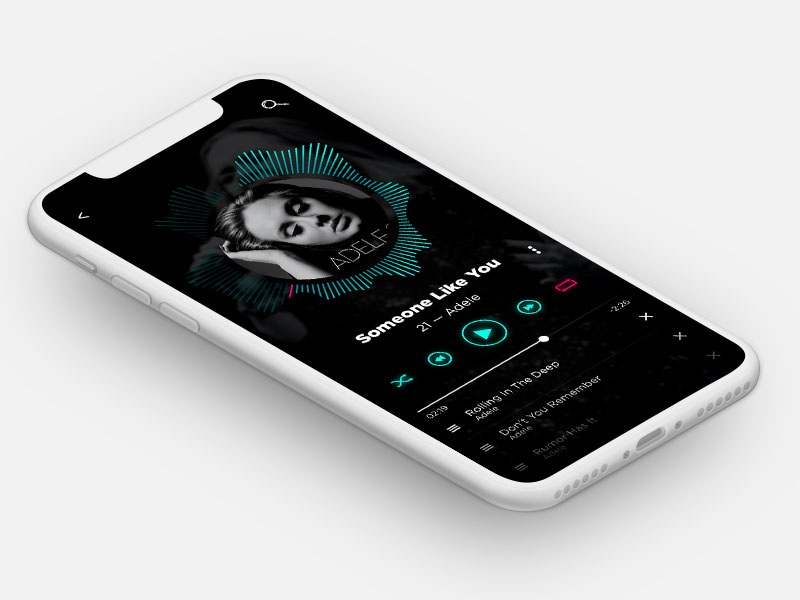 ADELE
Someone Like You
21 — Adele
02:19
-2:26
Rolling In The Deep
Adele
Don't You Remember
Adele
Rumor Has It
Adele